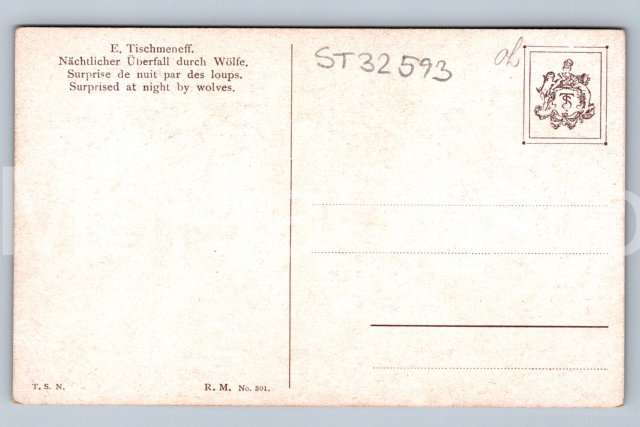 E. Tischmeneff.
Nächtlicher Überfall durch Wölfe.
Surprise de nuit par des loups.
Surprised at night by wolves.
ST32593
T. S. N.
R. M. No. 301.